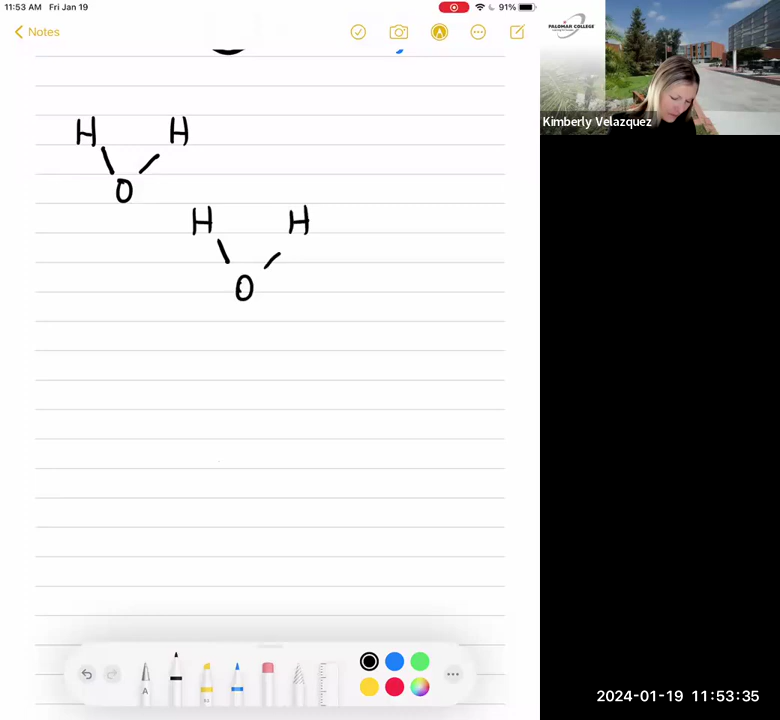 11:53 AM Fri Jan 19
91%
Notes
PALOMAR COLLEGE
Kimberly Velazquez
H H
O
H H
O
A
2024-01-19 11:53:35